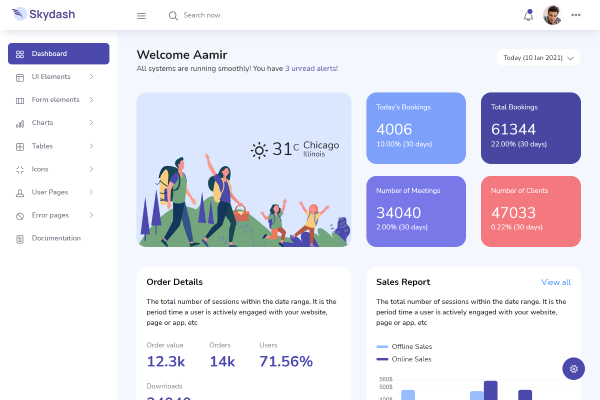 Skydash
Search now
Dashboard
UI Elements
Form elements
Charts
Tables
Icons
User Pages
Error pages
Documentation
Welcome Aamir
All systems are running smoothly! You have 3 unread alerts!
Today (10 Jan 2021)
31C
Chicago
Illinois
Today's Bookings
4006
10.00% (30 days)
Total Bookings
61344
22.00% (30 days)
Number of Meetings
34040
2.00% (30 days)
Number of Clients
47033
0.22% (30 days)
Order Details
The total number of sessions within the date range. It is the
period time a user is actively engaged with your website,
page or app, etc
Order value
12.3k
Orders
14k
Users
71.56%
Downloads
34040
Sales Report
View all
The total number of sessions within the date range. It is the
period time a user is actively engaged with your website,
page or app, etc
Offline Sales
Online Sales
560$
500$
400$